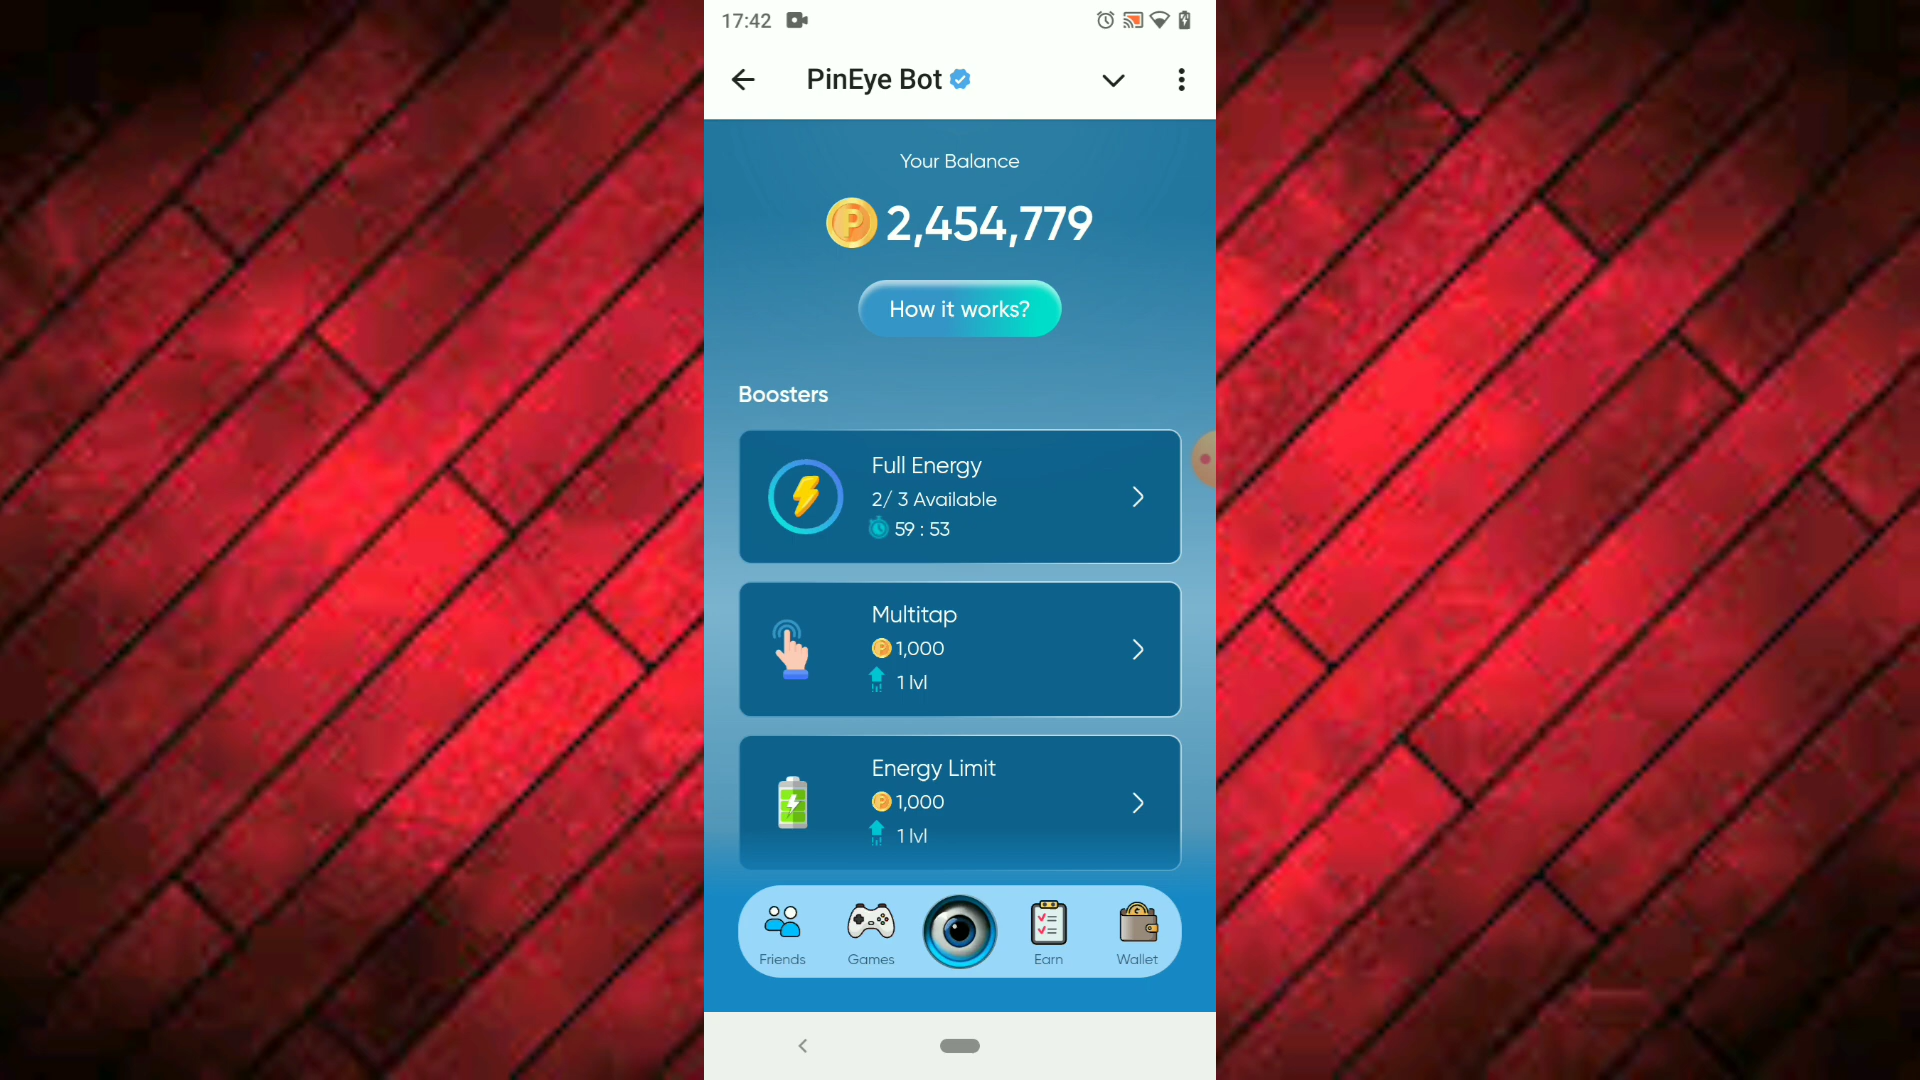 17:42
PinEye Bot
Your Balance
2,454,779
How it works?
Boosters
Full Energy
2/ 3 Available
59 : 53
Multitap
1,000
1 lvl
Energy Limit
1,000
1 lvl
Friends
Games
Earn
Wallet